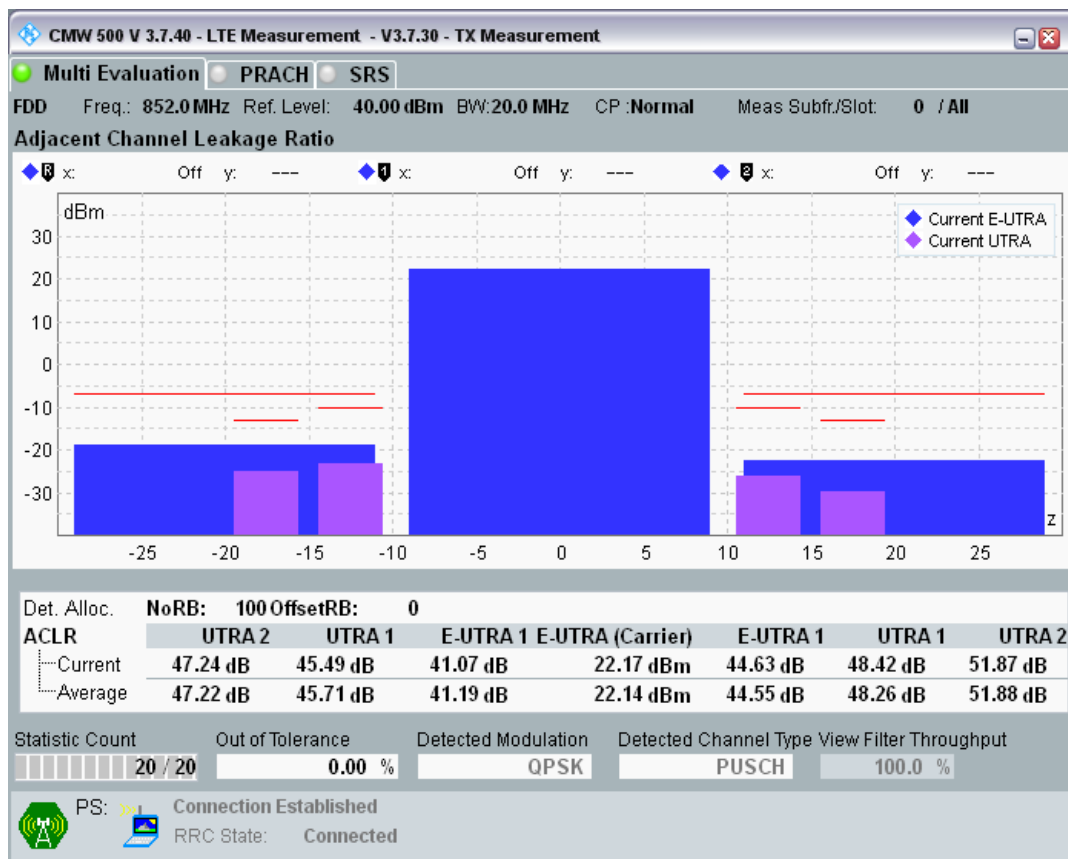 CMW 500 V 3.7.40 - LTE Measurement - V3.7.30 - TX Measurement
Multi Evaluation PRACH SRS
FDD Freq.: 852.0 MHz Ref. Level: 40.00 dBm BW:20.0 MHz CP :Normal Meas Subfr./Slot: 0 / All
Adjacent Channel Leakage Ratio
R x: Off y: --- 1 x: Off y: --- 2 x: Off y: ---
dBm
Current E-UTRA
Current UTRA
30
20
10
0
-10
-20
-30
z
-25 -20 -15 -10 -5 0 5 10 15 20 25
Det. Alloc. NoRB: 100 OffsetRB: 0
ACLR UTRA 2 UTRA 1 E-UTRA 1 E-UTRA (Carrier) E-UTRA 1 UTRA 1 UTRA 2
Current 47.24 dB 45.49 dB 41.07 dB 22.17 dBm 44.63 dB 48.42 dB 51.87 dB
Average 47.22 dB 45.71 dB 41.19 dB 22.14 dBm 44.55 dB 48.26 dB 51.88 dB
Statistic Count Out of Tolerance Detected Modulation Detected Channel Type View Filter Throughput
20 / 20 0.00 % QPSK PUSCH 100.0 %
PS: Connection Established
RRC State: Connected